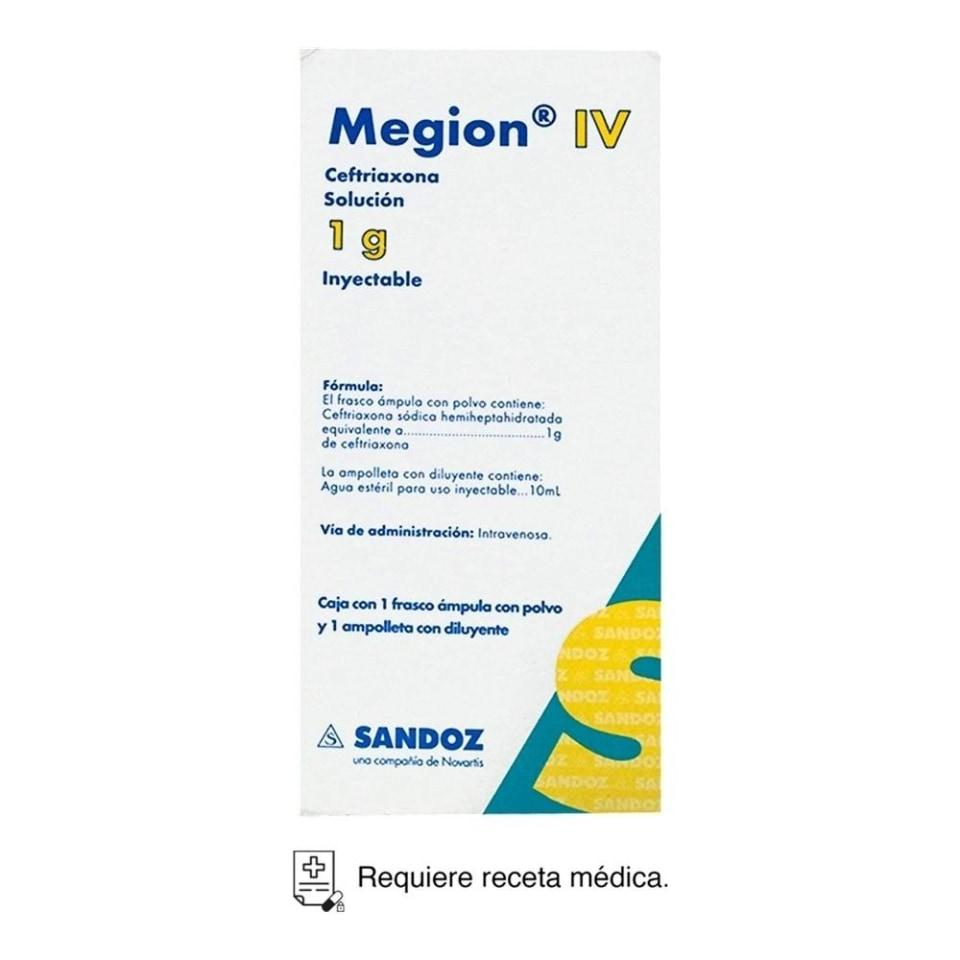 Megion® IV
Ceftriaxona
Solución
1 g
Inyectable
Fórmula:
El frasco ámpula con polvo contiene:
Ceftriaxona sódica hemiheptahidratada
equivalente a..........................................1g
de ceftriaxona
La ampolleta con diluyente contiene:
Agua estéril para uso inyectable...10mL
Vía de administración: Intravenosa.
Caja con 1 frasco ámpula con polvo
y 1 ampolleta con diluyente
SANDOZ
una compañía de Novartis
Requiere receta médica.